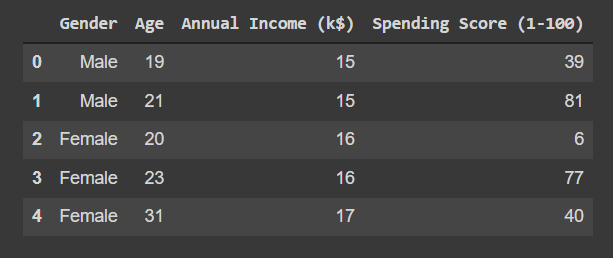 Gender Age Annual Income (k$) Spending Score (1-100)
0 Male 19 15 39
1 Male 21 15 81
2 Female 20 16 6
3 Female 23 16 77
4 Female 31 17 40